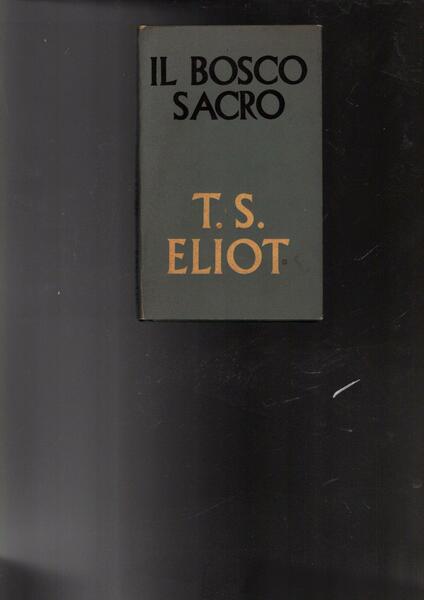 IL BOSCO
SACRO
T. S.
ELIOT